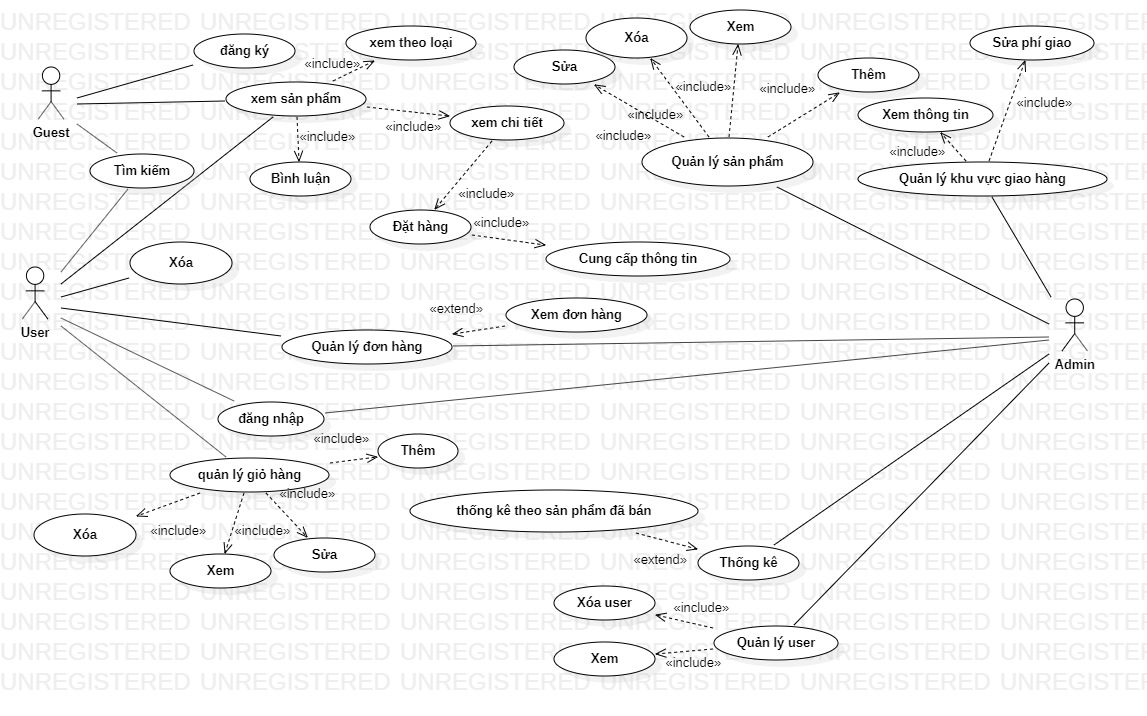 UNREGISTERED UNREGISTERED UNREGISTERED UNREGISTERED UNREGISTERED UNREGISTERED
Xem
Xóa
Sửa phí giao
xem theo loại
đăng ký
«include»
Sửa
Thêm
«include»
«include»
«include»
xem sản phẩm
«include»
Xem thông tin
Guest
«include»
xem chi tiết
«include»
«include»
«include»
Tìm kiếm
Bình luận
Quản lý sản phẩm
Quản lý khu vực giao hàng
«include»
Đặt hàng
«include»
Xóa
Cung cấp thông tin
User
«extend»
Xem đơn hàng
Quản lý đơn hàng
Admin
đăng nhập
«include»
Thêm
quản lý giỏ hàng
«include»
thống kê theo sản phẩm đã bán
Xóa
«include»
«include»
Sửa
Xem
«extend»
Thống kê
Xóa user
«include»
Quản lý user
Xem
«include»